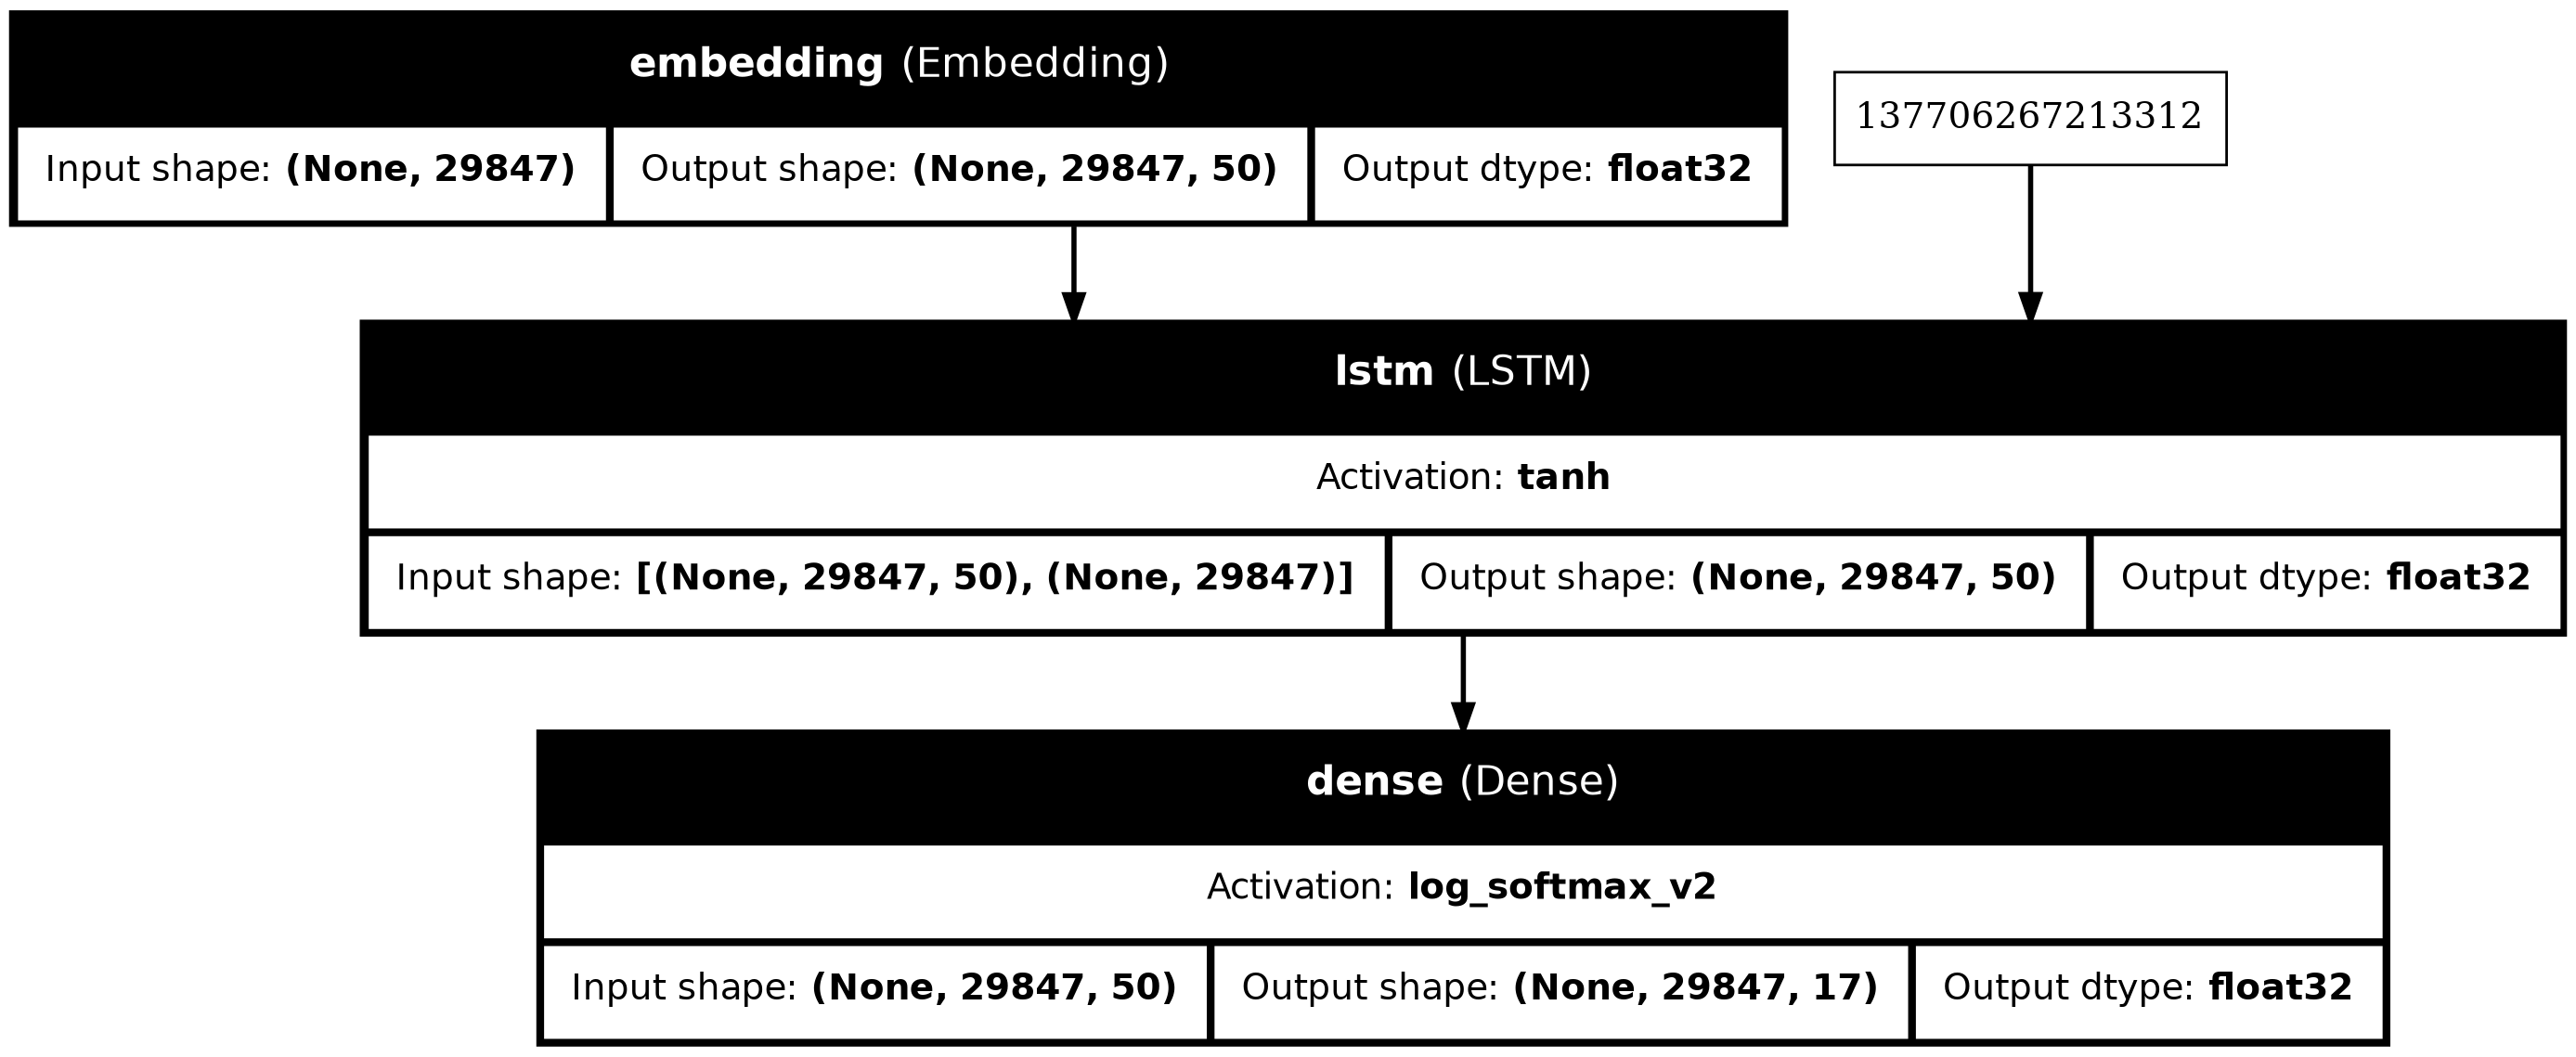 embedding (Embedding)
Input shape: (None, 29847)
Output shape: (None, 29847, 50)
Output dtype: float32
137706267213312
lstm (LSTM)
Activation: tanh
Input shape: [(None, 29847, 50), (None, 29847)]
Output shape: (None, 29847, 50)
Output dtype: float32
dense (Dense)
Activation: log_softmax_v2
Input shape: (None, 29847, 50)
Output shape: (None, 29847, 17)
Output dtype: float32